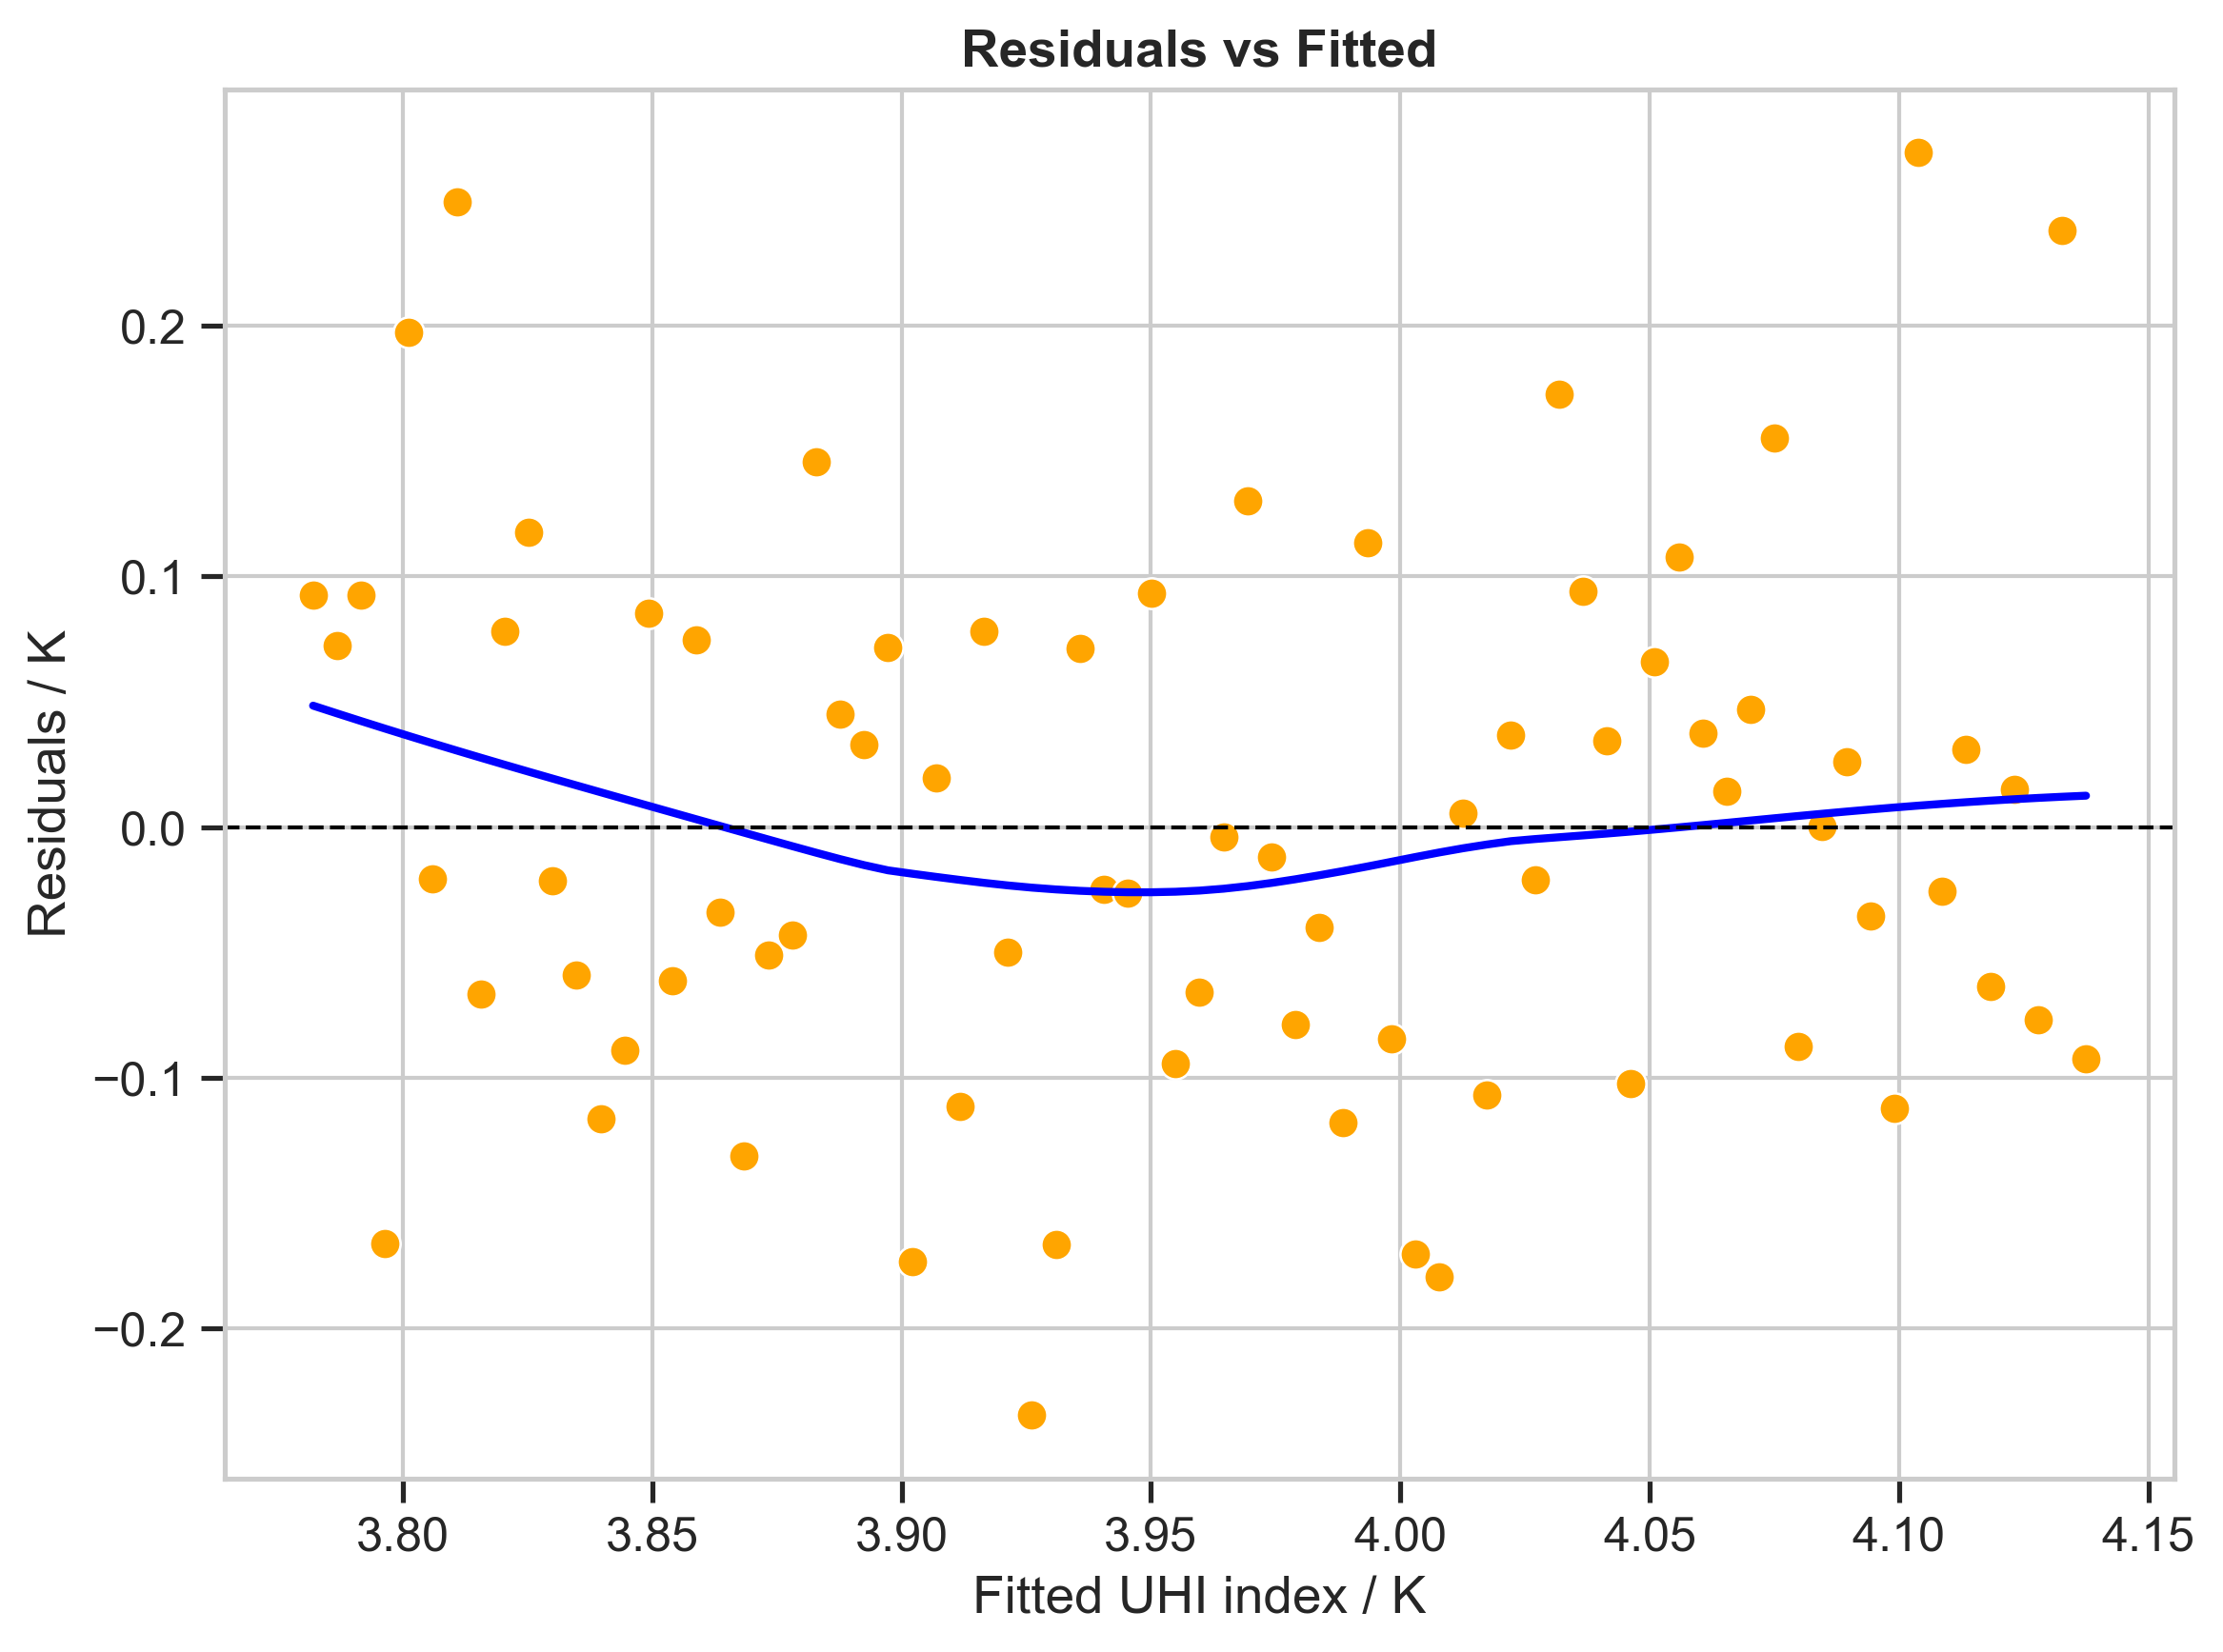 Residuals vs Fitted
Residuals / K
0.2
0.1
0.0
−0.1
−0.2
3.80 3.85 3.90 3.95 4.00 4.05 4.10 4.15
Fitted UHI index / K